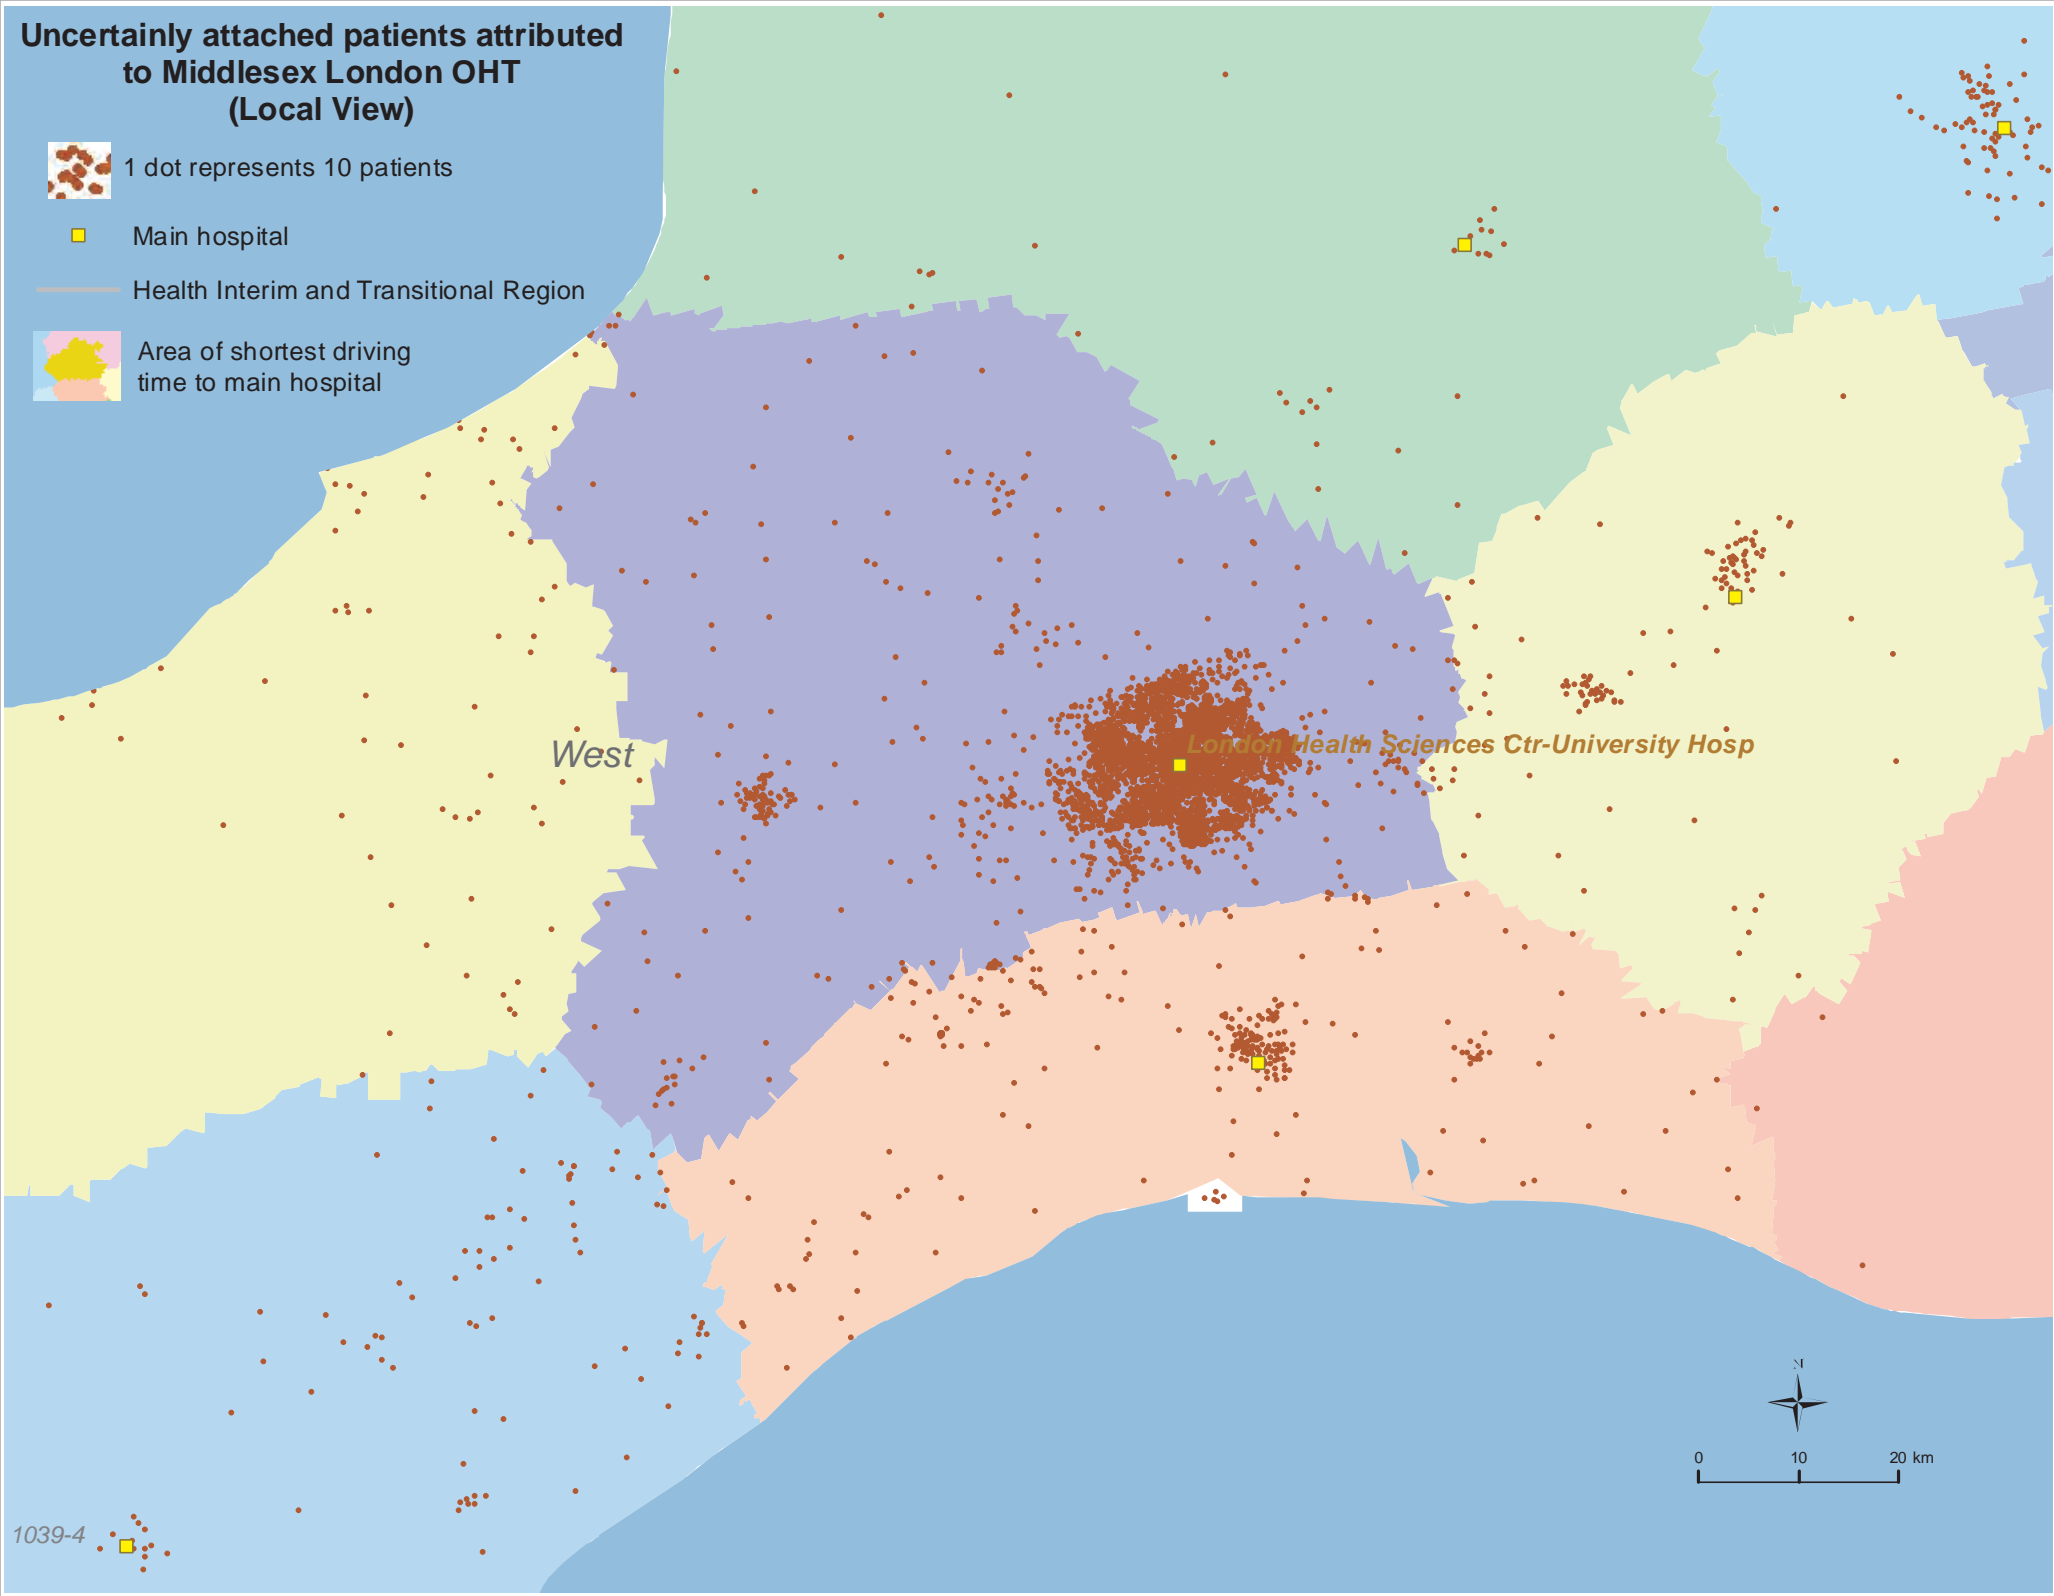 Uncertainly attached patients attributed
to Middlesex London OHT
(Local View)
1 dot represents 10 patients
Main hospital
Health Interim and Transitional Region
Area of shortest driving
time to main hospital
West
London Health Sciences Ctr-University Hosp
N
0 10 20 km
1039-4